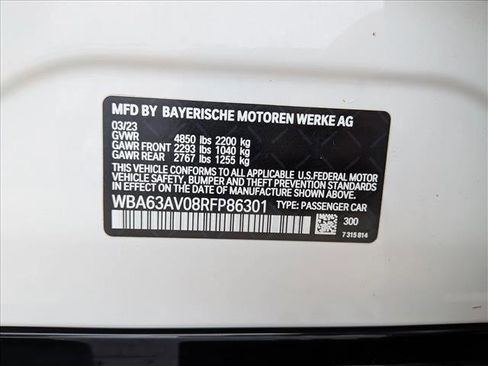 MFD BY BAYERISCHE MOTOREN WERKE AG
03/23
GVWR 4850 lbs 2200 kg
GAWR FRONT 2293 lbs 1040 kg
GAWR REAR 2767 lbs 1255 kg
THIS VEHICLE CONFORMS TO ALL APPLICABLE U.S.FEDERAL MOTOR
VEHICLE SAFETY, BUMPER AND THEFT PREVENTION STANDARDS
IN EFFECT ON THE DATE OF MANUFACTURE SHOWN ABOVE.
WBA63AV08RFP86301 TYPE: PASSENGER CAR
300
7 315 814